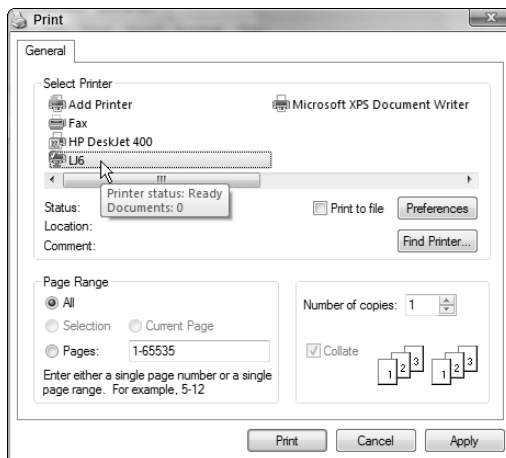 Print
General
Select Printer
Add Printer
Microsoft XPS Document Writer
Fax
HP DeskJet 400
LJ6
Printer status: Ready
Documents: 0
Status:
Print to file
Preferences
Location:
Comment:
Find Printer...
Page Range
All
Selection
Current Page
Pages:
1-65535
Enter either a single page number or a single
page range. For example, 5-12
Number of copies:
1
Collate
1 2 3 1 2 3
Print
Cancel
Apply